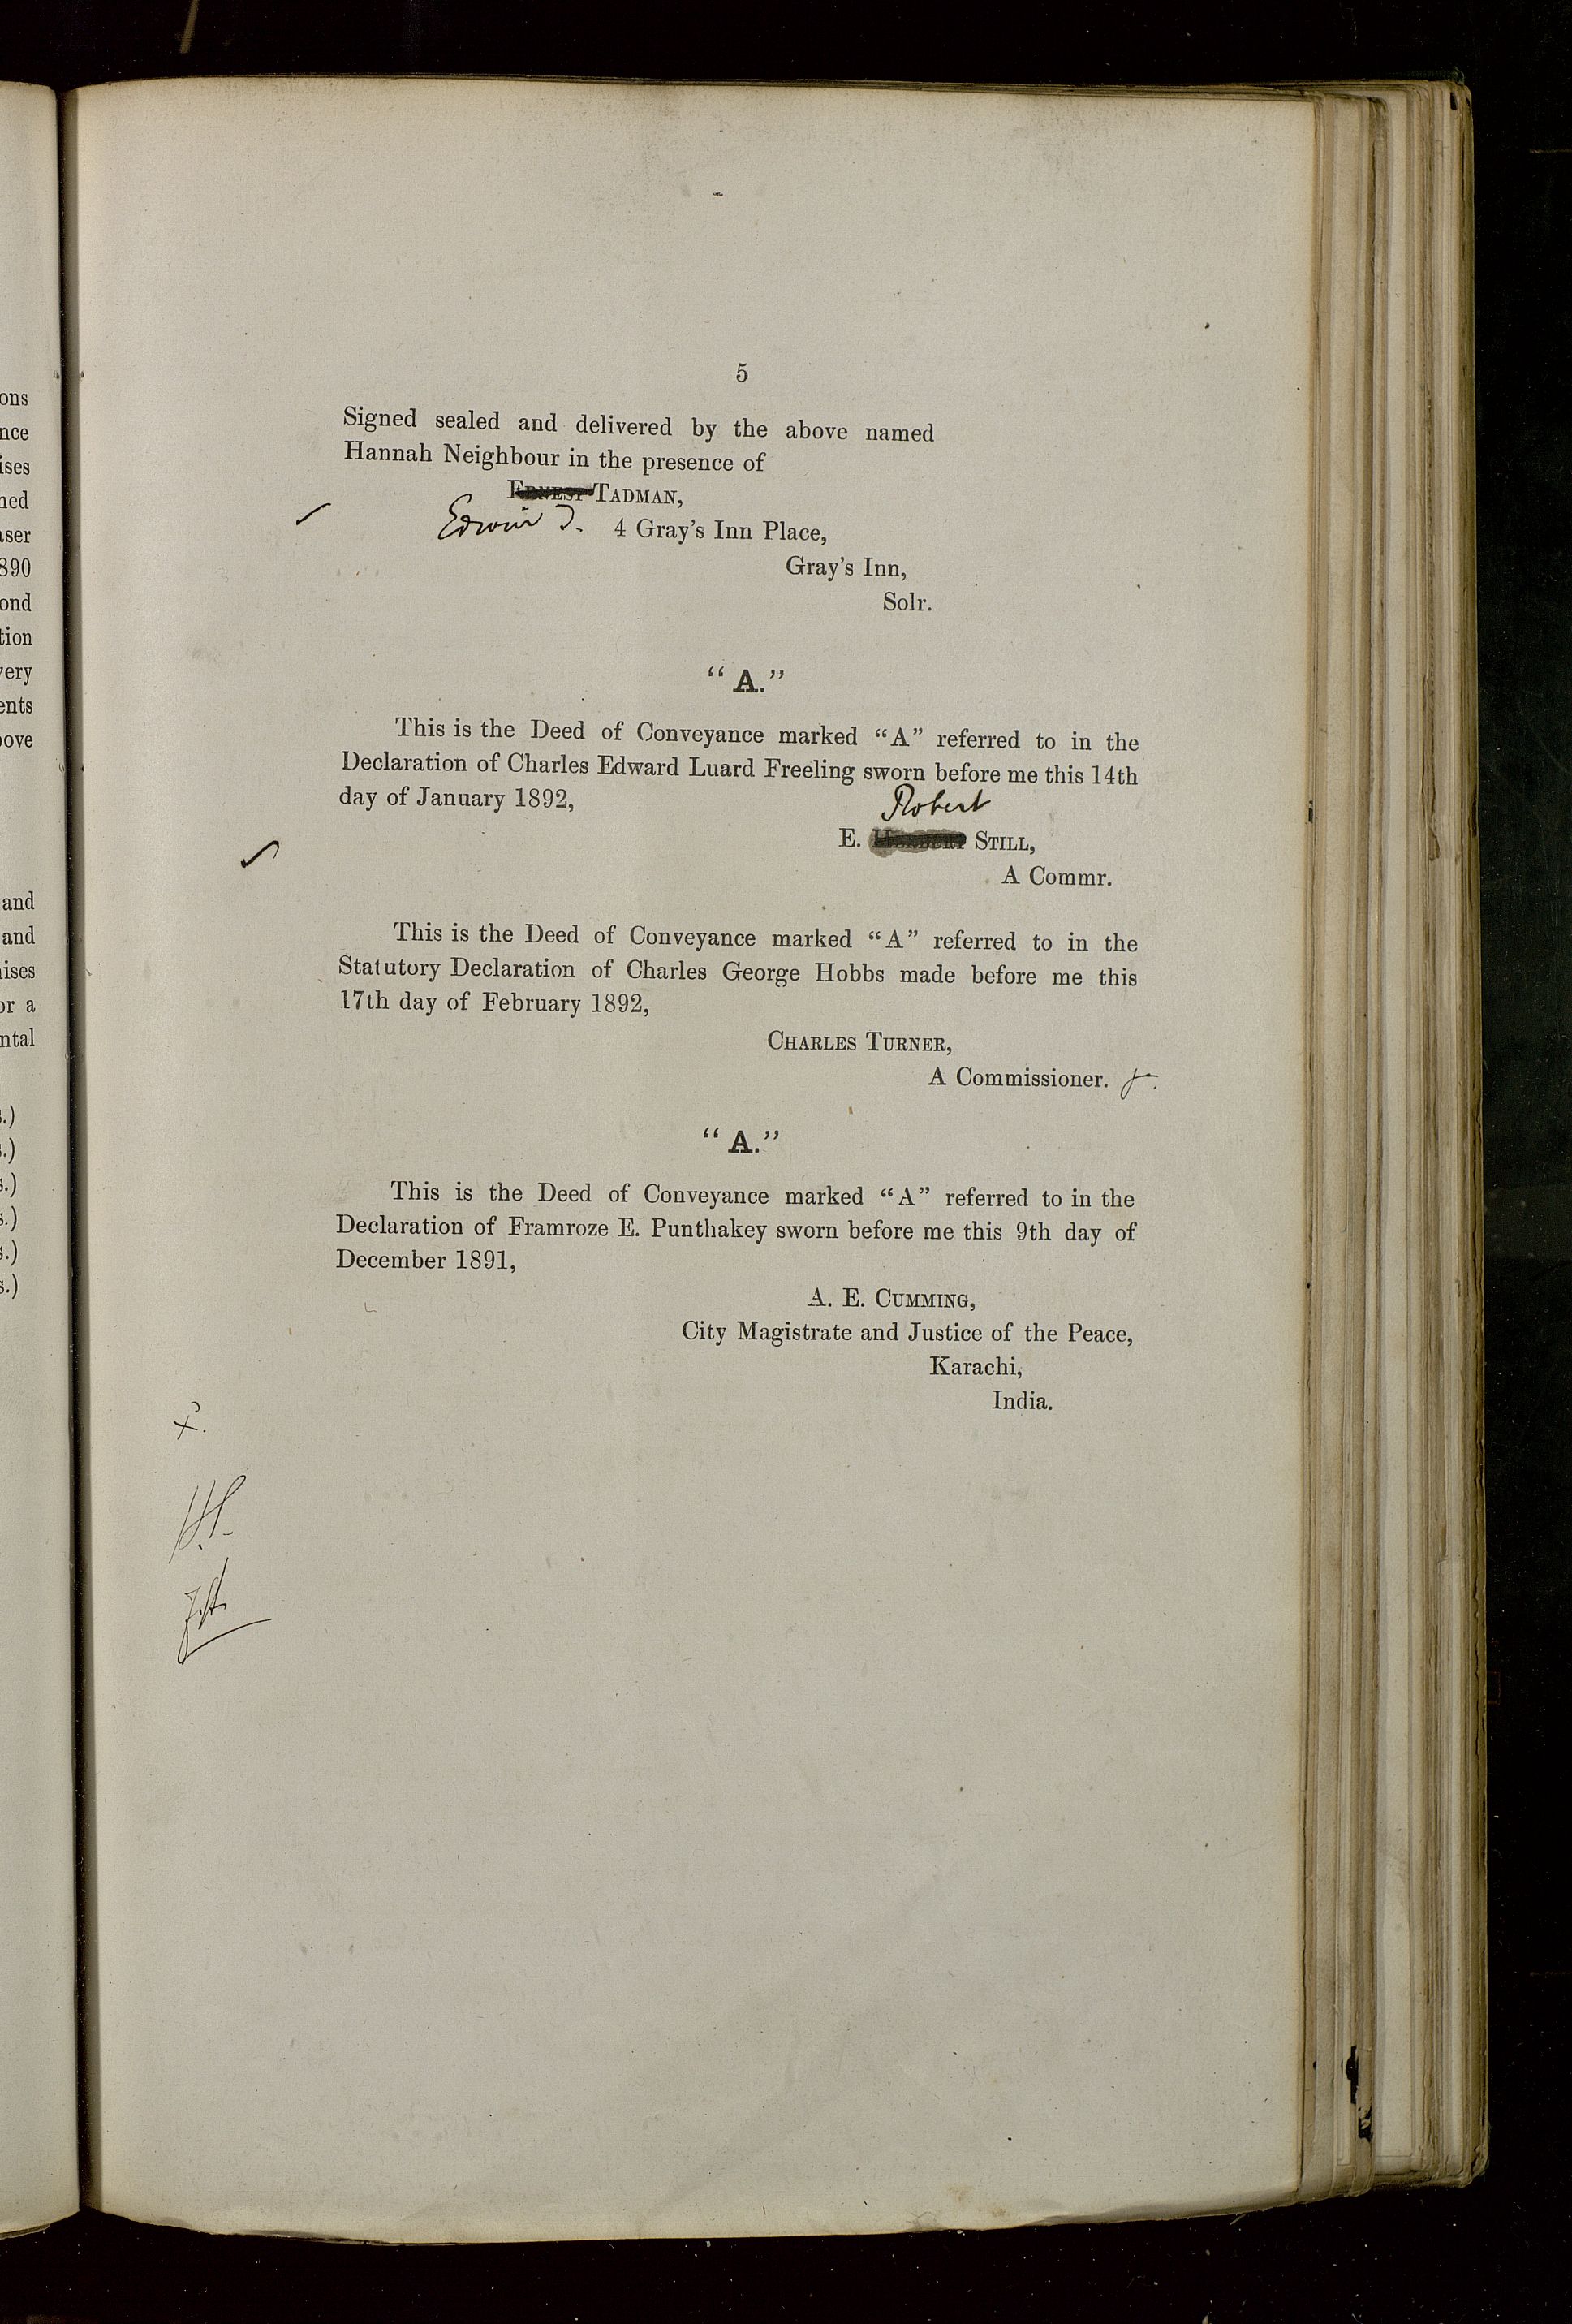 5
Signed sealed and delivered by the above named
Hannah Neighbour in the presence of
Ernest Tadman,
Edwin T. 4 Gray's Inn Place,
Gray's Inn,
Solr.
“ A.”
This is the Deed of Conveyance marked “A” referred to in the
Declaration of Charles Edward Luard Freeling sworn before me this 14th
day of January 1892,
Robert
E. Herbert Still,
A Commr.
This is the Deed of Conveyance marked “A” referred to in the
Statutory Declaration of Charles George Hobbs made before me this
17th day of February 1892,
Charles Turner,
A Commissioner.
“ A.”
This is the Deed of Conveyance marked “A” referred to in the
Declaration of Framroze E. Punthakey sworn before me this 9th day of
December 1891,
A. E. Cumming,
City Magistrate and Justice of the Peace,
Karachi,
India.